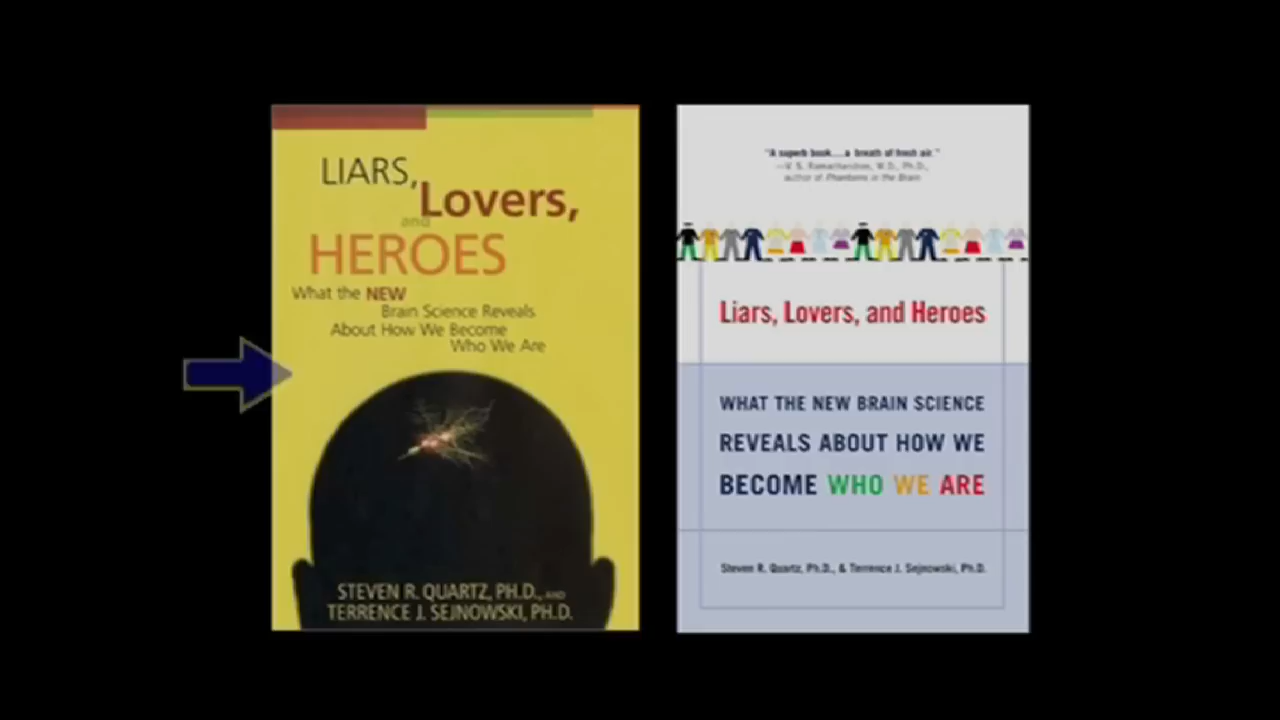 LIARS,
Lovers,
and
HEROES
What the NEW
Brain Science Reveals
About How We Become
Who We Are
STEVEN R. QUARTZ, PH.D., AND
TERRENCE J. SEJNOWSKI, PH.D.
"A superb book....a breath of fresh air."
—V. S. Ramachandran, M.D., Ph.D.,
author of Phantoms in the Brain
Liars, Lovers, and Heroes
WHAT THE NEW BRAIN SCIENCE
REVEALS ABOUT HOW WE
BECOME WHO WE ARE
Steven R. Quartz, Ph.D., & Terrence J. Sejnowski, Ph.D.